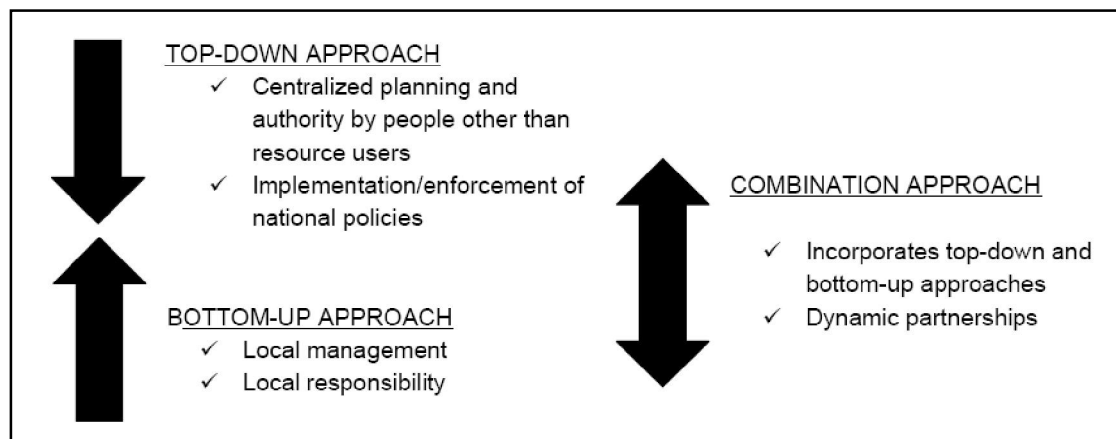 TOP-DOWN APPROACH
✓ Centralized planning and
authority by people other than
resource users
✓ Implementation/enforcement of
national policies
BOTTOM-UP APPROACH
✓ Local management
✓ Local responsibility
COMBINATION APPROACH
✓ Incorporates top-down and
bottom-up approaches
✓ Dynamic partnerships